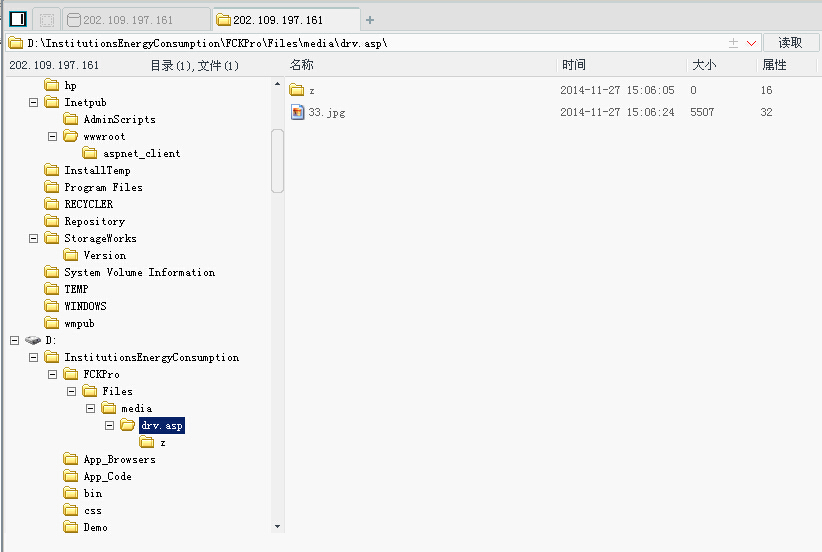 202.109.197.161
202.109.197.161
D:\InstitutionsEnergyConsumption\FCKPro\Files\media\drv.asp\
读取
202.109.197.161 目录(1),文件(1)
名称 时间 大小 属性
hp
Inetpub
AdminScripts
wwwroot
aspnet_client
InstallTemp
Program Files
RECYCLER
Repository
StorageWorks
Version
System Volume Information
TEMP
WINDOWS
wmpub
D:
InstitutionsEnergyConsumption
FCKPro
Files
media
drv.asp
z
App_Browsers
App_Code
bin
css
Demo
z 2014-11-27 15:06:05 0 16
33.jpg 2014-11-27 15:06:24 5507 32